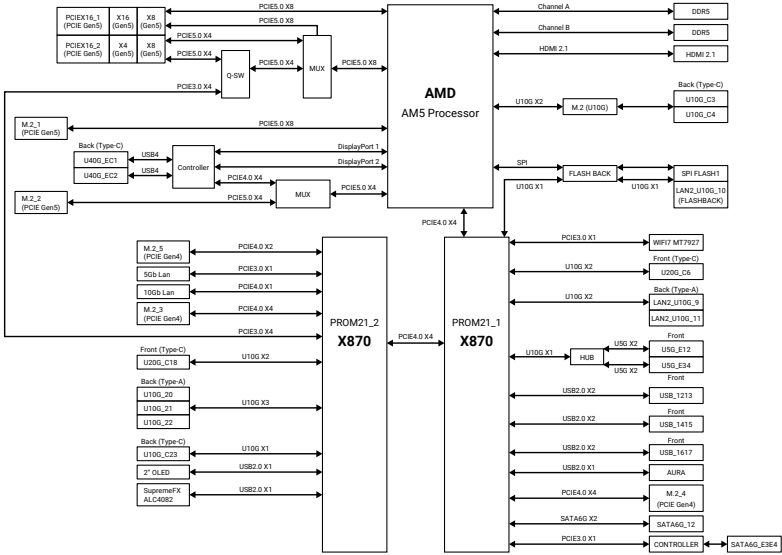 PCIEX16_1 X16 X8
(PCIE Gen5) (Gen5) (Gen5)
PCIEX16_2 X4 X8
(PCIE Gen5) (Gen5) (Gen5)
PCIE5.0 X8
PCIE5.0 X8
PCIE5.0 X4
PCIE5.0 X4
Q-SW
PCIE5.0 X4
MUX
PCIE5.0 X8
PCIE3.0 X4
M.2_1
(PCIE Gen5)
PCIE5.0 X8
Back (Type-C)
U40G_EC1
U40G_EC2
USB4
USB4
Controller
DisplayPort 1
DisplayPort 2
PCIE4.0 X4
MUX
PCIE5.0 X4
M.2_2
(PCIE Gen5)
PCIE5.0 X4
AMD
AM5 Processor
Channel A
DDR5
Channel B
DDR5
HDMI 2.1
HDMI 2.1
U10G X2
M.2 (U10G)
Back (Type-C)
U10G_C3
U10G_C4
SPI
FLASH BACK
SPI FLASH1
U10G X1
U10G X1
LAN2_U10G_10
(FLASHBACK)
PCIE4.0 X4
M.2_5
(PCIE Gen4)
PCIE4.0 X2
5Gb Lan
PCIE3.0 X1
10Gb Lan
PCIE4.0 X1
M.2_3
(PCIE Gen4)
PCIE4.0 X4
PCIE3.0 X4
Front (Type-C)
U20G_C18
U10G X2
Back (Type-A)
U10G_20
U10G_21
U10G_22
U10G X3
Back (Type-C)
U10G_C23
U10G X1
2" OLED
USB2.0 X1
SupremeFX
ALC4082
USB2.0 X1
PROM21_2
X870
PCIE4.0 X4
PROM21_1
X870
PCIE3.0 X1
WIFI7 MT7927
Front (Type-C)
U10G X2
U20G_C6
Back (Type-A)
U10G X2
LAN2_U10G_9
LAN2_U10G_11
Front
U10G X1
HUB
U5G X2
U5G_E12
U5G X2
U5G_E34
Front
USB2.0 X2
USB_1213
Front
USB2.0 X2
USB_1415
Front
USB2.0 X2
USB_1617
USB2.0 X1
AURA
PCIE4.0 X4
M.2_4
(PCIE Gen4)
SATA6G X2
SATA6G_12
PCIE3.0 X1
CONTROLLER
SATA6G_E3E4